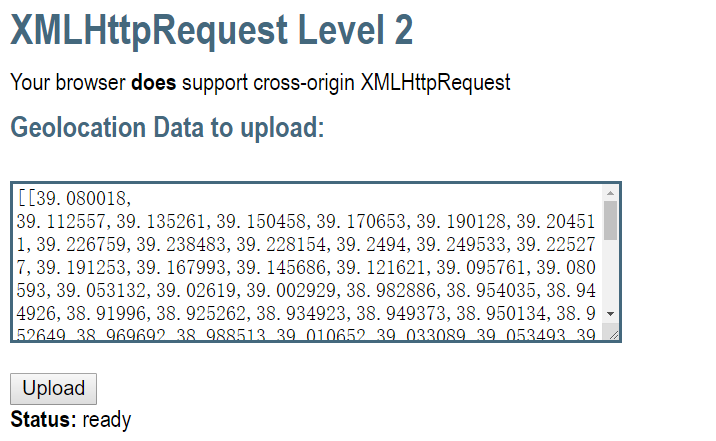 XMLHttpRequest Level 2
Your browser does support cross-origin XMLHttpRequest
Geolocation Data to upload:
[[39.080018,
39.112557,39.135261,39.150458,39.170653,39.190128,39.20451
1,39.226759,39.238483,39.228154,39.2494,39.249533,39.22527
7,39.191253,39.167993,39.145686,39.121621,39.095761,39.080
593,39.053132,39.02619,39.002929,38.982886,38.954035,38.94
4926,38.91996,38.925262,38.934923,38.949373,38.950134,38.9
52649,38.969692,38.988513,39.010652,39.033089,39.053493,39
Upload
Status: ready